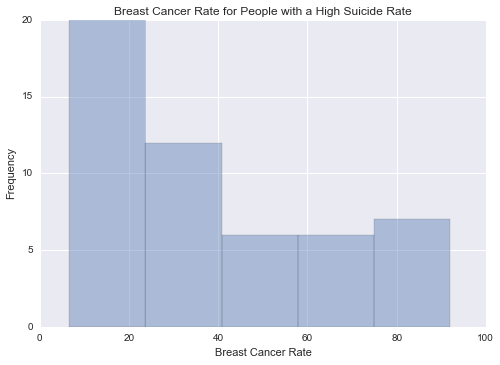 Breast Cancer Rate for People with a High Suicide Rate
20
15
10
5
0
Frequency
0 20 40 60 80 100
Breast Cancer Rate